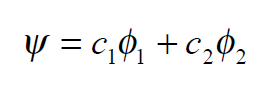 ψ = c₁ϕ₁ + c₂ϕ₂